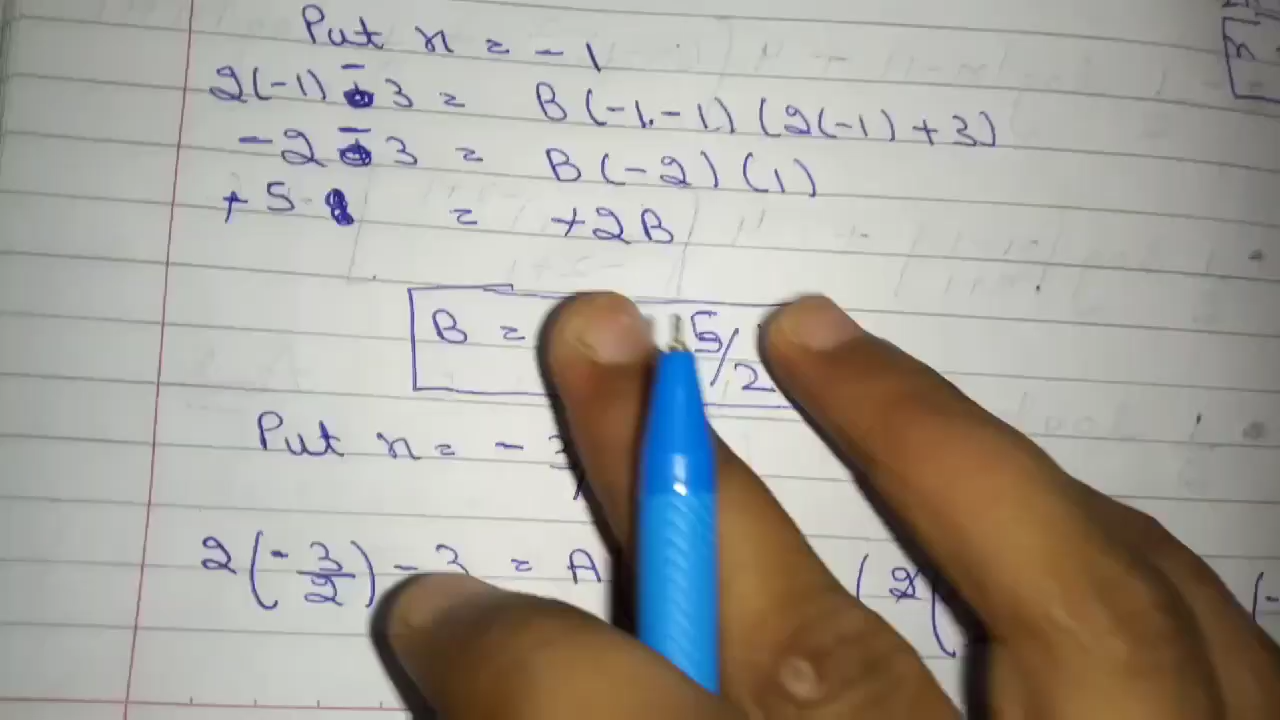 Put x = -1
2(-1) - 3 = B(-1-1)(2(-1)+3)
-2 - 3 = B(-2)(1)
+5 = +2B
B = 5/2
Put x = - 3/
2(-3/2) - 3 = A (2(